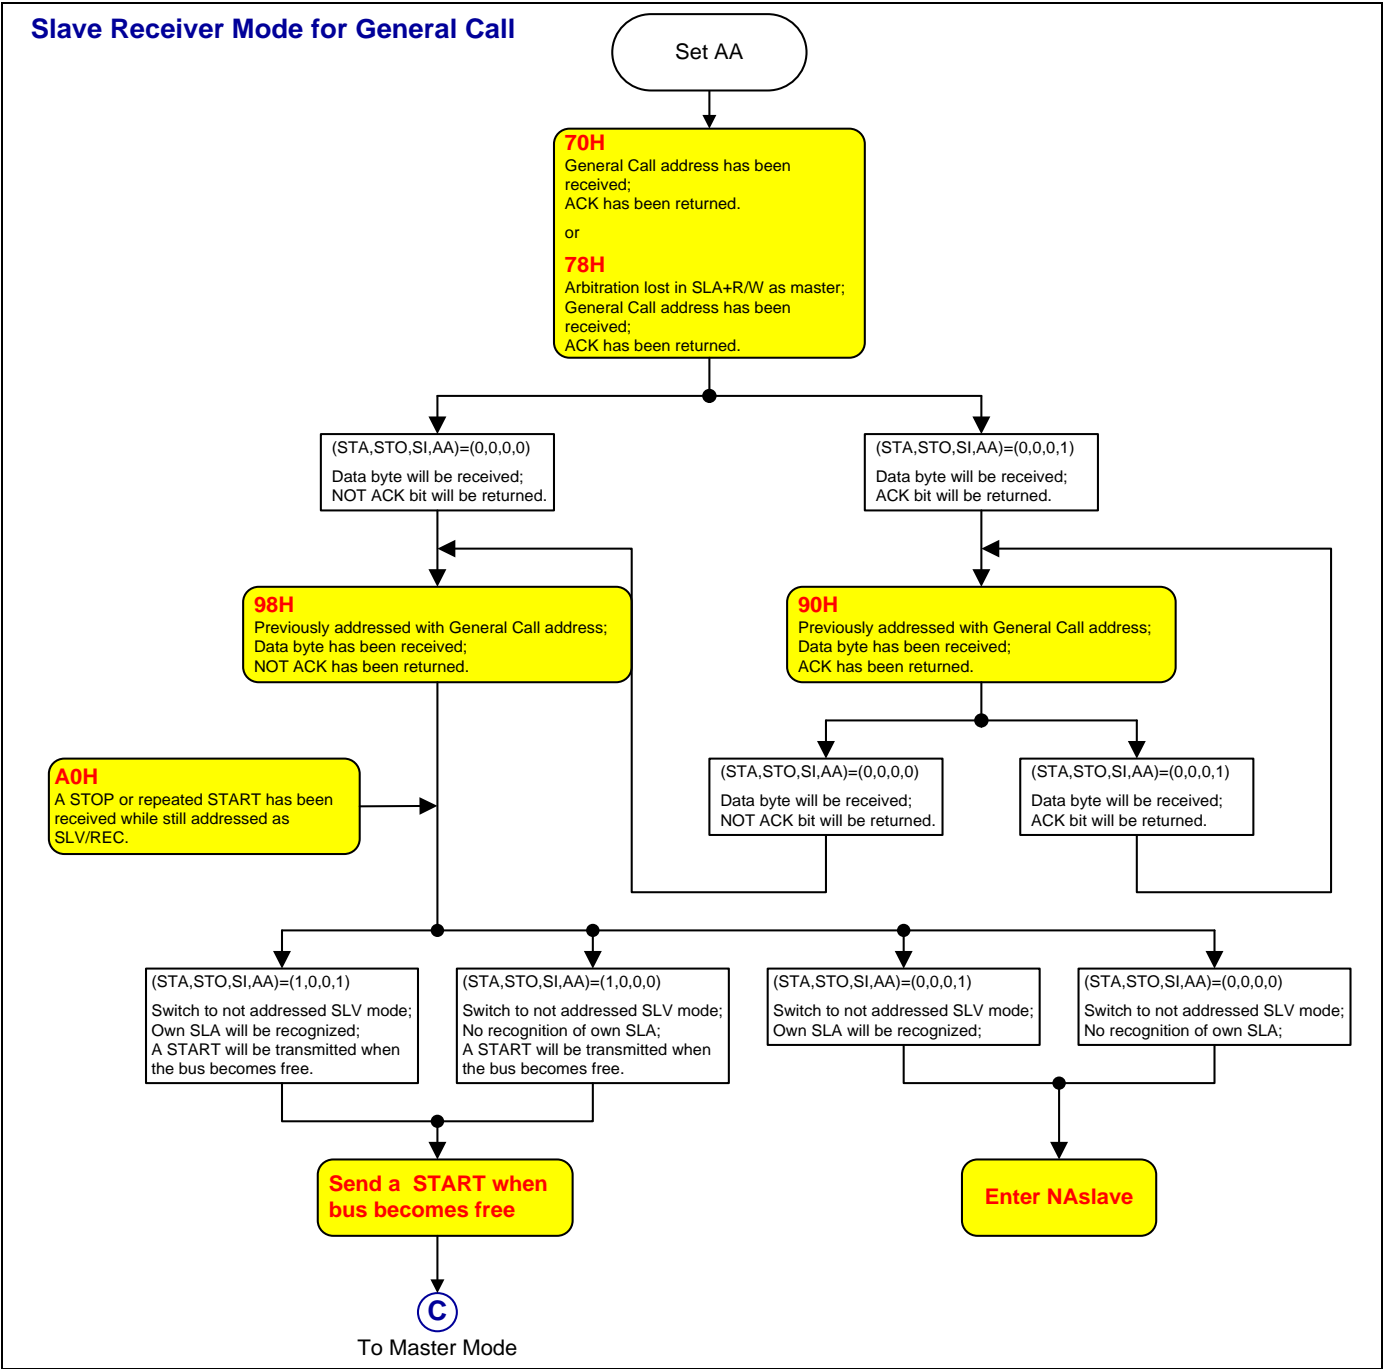 Slave Receiver Mode for General Call
Set AA
70H
General Call address has been
received;
ACK has been returned.
or
78H
Arbitration lost in SLA+R/W as master;
General Call address has been
received;
ACK has been returned.
(STA,STO,SI,AA)=(0,0,0,0)
Data byte will be received;
NOT ACK bit will be returned.
(STA,STO,SI,AA)=(0,0,0,1)
Data byte will be received;
ACK bit will be returned.
98H
Previously addressed with General Call address;
Data byte has been received;
NOT ACK has been returned.
90H
Previously addressed with General Call address;
Data byte has been received;
ACK has been returned.
A0H
A STOP or repeated START has been
received while still addressed as
SLV/REC.
(STA,STO,SI,AA)=(0,0,0,0)
Data byte will be received;
NOT ACK bit will be returned.
(STA,STO,SI,AA)=(0,0,0,1)
Data byte will be received;
ACK bit will be returned.
(STA,STO,SI,AA)=(1,0,0,1)
Switch to not addressed SLV mode;
Own SLA will be recognized;
A START will be transmitted when
the bus becomes free.
(STA,STO,SI,AA)=(1,0,0,0)
Switch to not addressed SLV mode;
No recognition of own SLA;
A START will be transmitted when
the bus becomes free.
(STA,STO,SI,AA)=(0,0,0,1)
Switch to not addressed SLV mode;
Own SLA will be recognized;
(STA,STO,SI,AA)=(0,0,0,0)
Switch to not addressed SLV mode;
No recognition of own SLA;
Send a START when
bus becomes free
Enter NAslave
C
To Master Mode